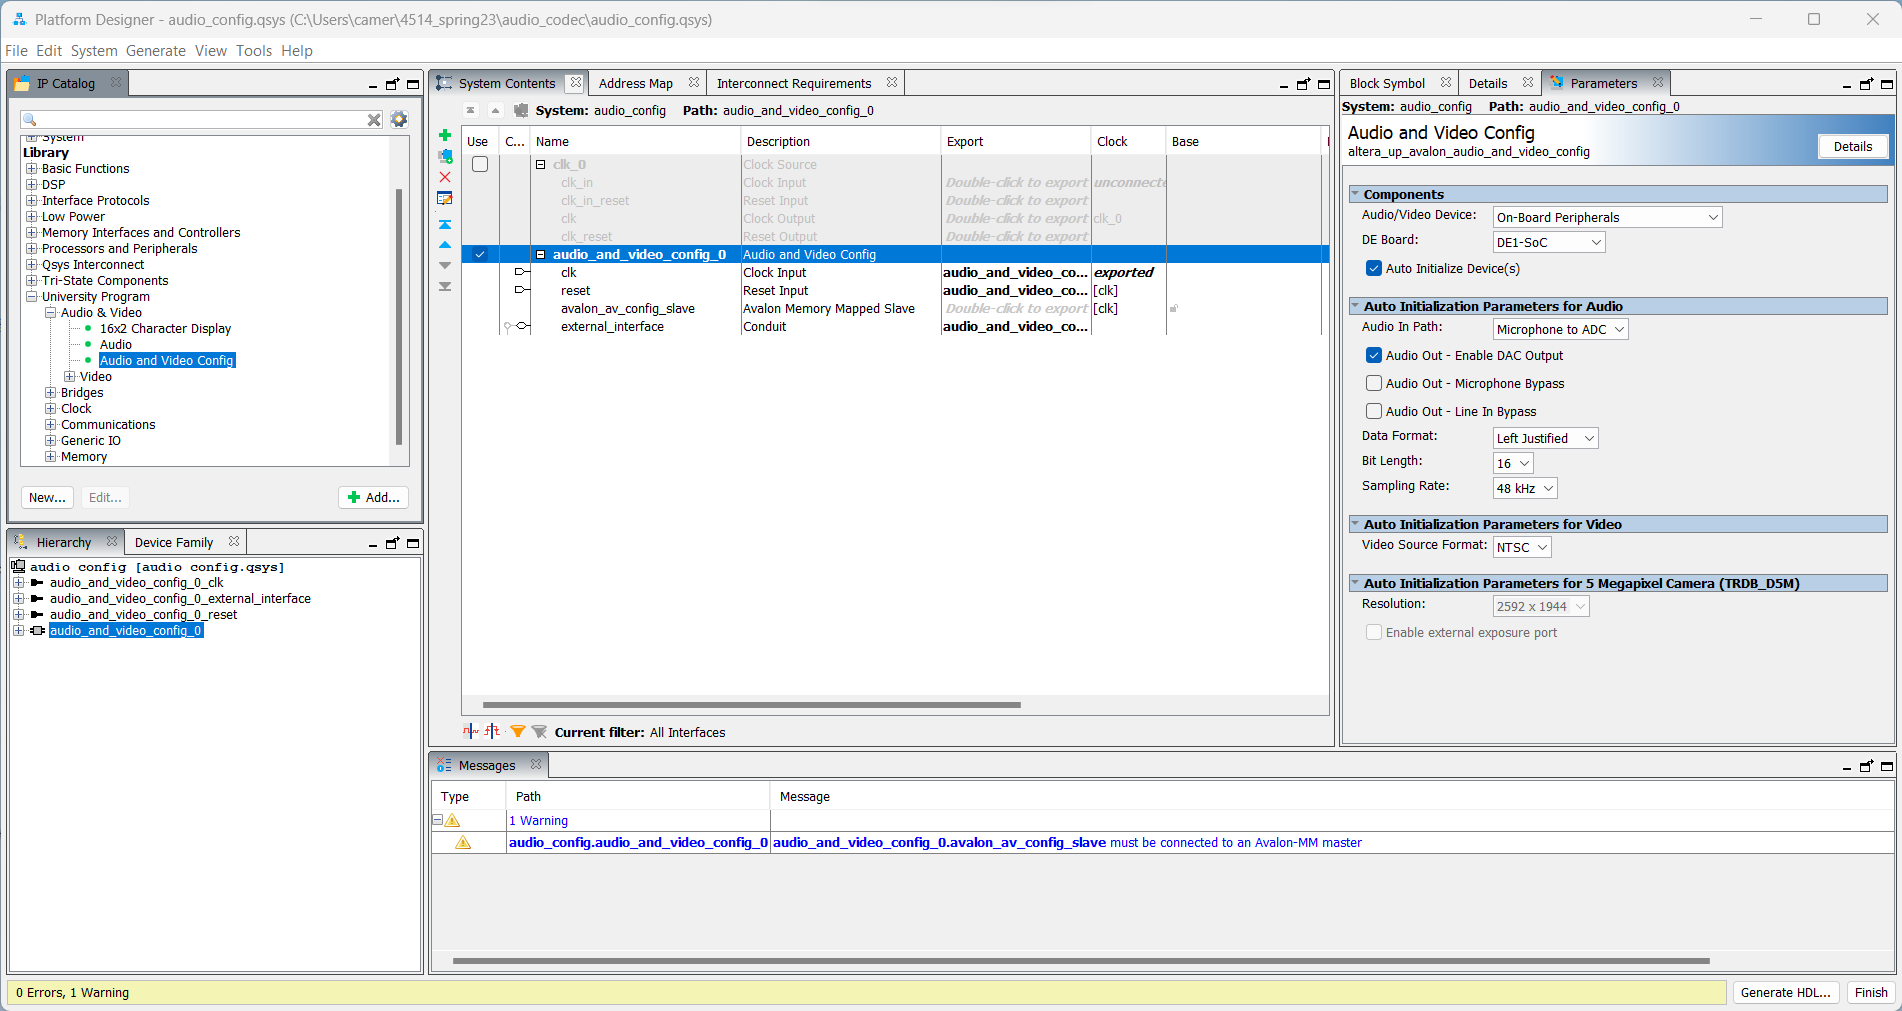 Platform Designer - audio_config.qsys (C:\Users\camer\4514_spring23\audio_codec\audio_config.qsys)
File Edit System Generate View Tools Help
IP Catalog
System
Library
Basic Functions
DSP
Interface Protocols
Low Power
Memory Interfaces and Controllers
Processors and Peripherals
Qsys Interconnect
Tri-State Components
University Program
Audio & Video
16x2 Character Display
Audio
Audio and Video Config
Video
Bridges
Clock
Communications
Generic IO
Memory
New... Edit... Add...
Hierarchy Device Family
audio config [audio config.qsys]
audio_and_video_config_0_clk
audio_and_video_config_0_external_interface
audio_and_video_config_0_reset
audio_and_video_config_0
System Contents Address Map Interconnect Requirements
System: audio_config Path: audio_and_video_config_0
Use C... Name Description Export Clock Base
clk_0 Clock Source
clk_in Clock Input Double-click to export unconnecte
clk_in_reset Reset Input Double-click to export
clk Clock Output Double-click to export clk_0
clk_reset Reset Output Double-click to export
audio_and_video_config_0 Audio and Video Config
clk Clock Input audio_and_video_co... exported
reset Reset Input audio_and_video_co... [clk]
avalon_av_config_slave Avalon Memory Mapped Slave Double-click to export [clk]
external_interface Conduit audio_and_video_co...
Current filter: All Interfaces
Block Symbol Details Parameters
System: audio_config Path: audio_and_video_config_0
Audio and Video Config
altera_up_avalon_audio_and_video_config
Details
Components
Audio/Video Device: On-Board Peripherals
DE Board: DE1-SoC
Auto Initialize Device(s)
Auto Initialization Parameters for Audio
Audio In Path: Microphone to ADC
Audio Out - Enable DAC Output
Audio Out - Microphone Bypass
Audio Out - Line In Bypass
Data Format: Left Justified
Bit Length: 16
Sampling Rate: 48 kHz
Auto Initialization Parameters for Video
Video Source Format: NTSC
Auto Initialization Parameters for 5 Megapixel Camera (TRDB_D5M)
Resolution: 2592 x 1944
Enable external exposure port
Messages
Type Path Message
1 Warning
audio_config.audio_and_video_config_0 audio_and_video_config_0.avalon_av_config_slave must be connected to an Avalon-MM master
0 Errors, 1 Warning
Generate HDL... Finish